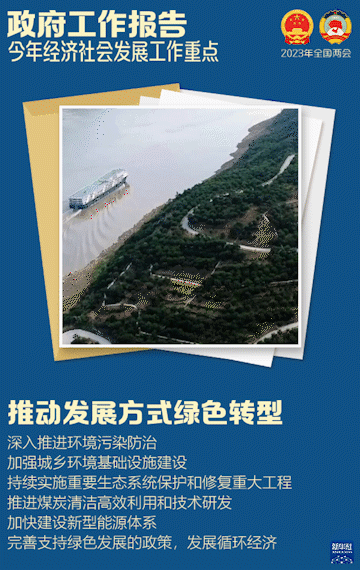 政府工作报告
今年经济社会发展工作重点
2023年全国两会
推动发展方式绿色转型
深入推进环境污染防治
加强城乡环境基础设施建设
持续实施重要生态系统保护和修复重大工程
推进煤炭清洁高效利用和技术研发
加快建设新型能源体系
完善支持绿色发展的政策，发展循环经济
新华社